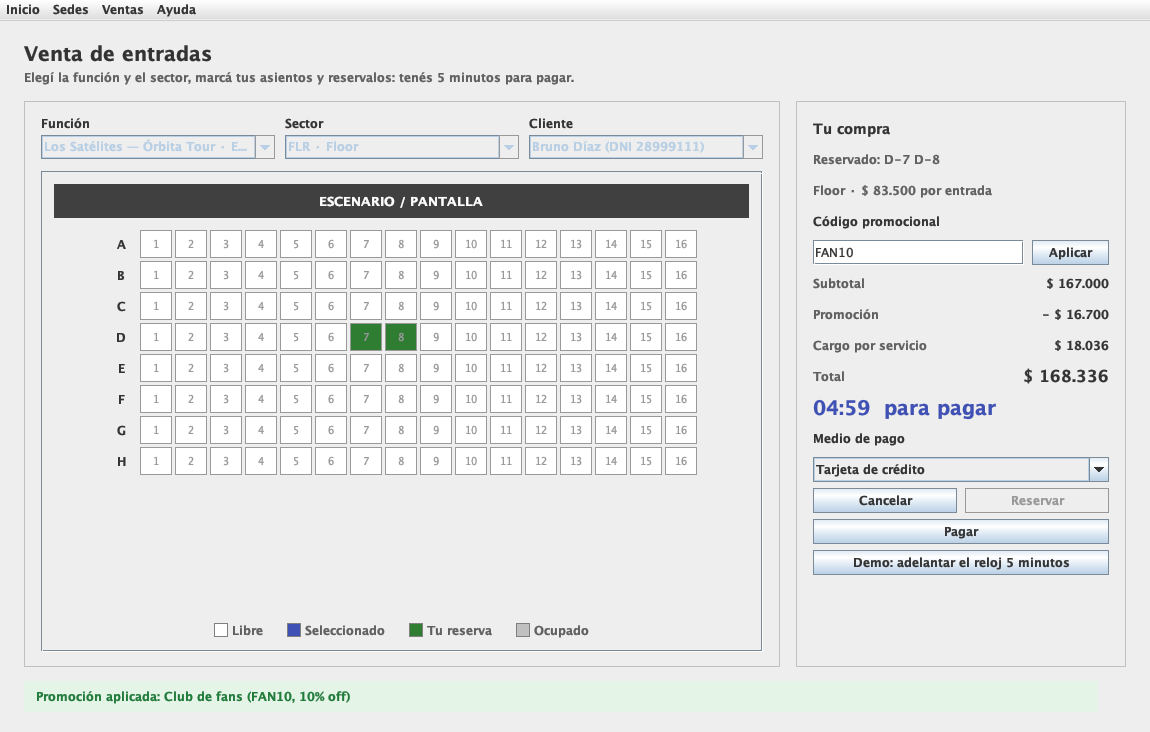 Inicio Sedes Ventas Ayuda
Venta de entradas
Elegí la función y el sector, marcá tus asientos y reservalos: tenés 5 minutos para pagar.
Función Sector Cliente
Los Satélites — Órbita Tour · E... FLR · Floor Bruno Díaz (DNI 28999111)
ESCENARIO / PANTALLA
A 1 2 3 4 5 6 7 8 9 10 11 12 13 14 15 16
B 1 2 3 4 5 6 7 8 9 10 11 12 13 14 15 16
C 1 2 3 4 5 6 7 8 9 10 11 12 13 14 15 16
D 1 2 3 4 5 6 7 8 9 10 11 12 13 14 15 16
E 1 2 3 4 5 6 7 8 9 10 11 12 13 14 15 16
F 1 2 3 4 5 6 7 8 9 10 11 12 13 14 15 16
G 1 2 3 4 5 6 7 8 9 10 11 12 13 14 15 16
H 1 2 3 4 5 6 7 8 9 10 11 12 13 14 15 16
Libre Seleccionado Tu reserva Ocupado
Tu compra
Reservado: D-7 D-8
Floor · $ 83.500 por entrada
Código promocional
FAN10 Aplicar
Subtotal $ 167.000
Promoción - $ 16.700
Cargo por servicio $ 18.036
Total $ 168.336
04:59 para pagar
Medio de pago
Tarjeta de crédito
Cancelar Reservar
Pagar
Demo: adelantar el reloj 5 minutos
Promoción aplicada: Club de fans (FAN10, 10% off)